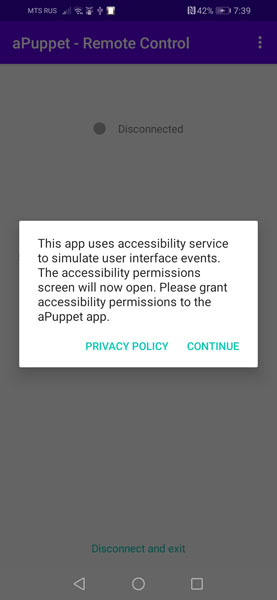 MTS RUS 42% 7:39
aPuppet - Remote Control
Disconnected
This app uses accessibility service
to simulate user interface events.
The accessibility permissions
screen will now open. Please grant
accessibility permissions to the
aPuppet app.
PRIVACY POLICY CONTINUE
Disconnect and exit